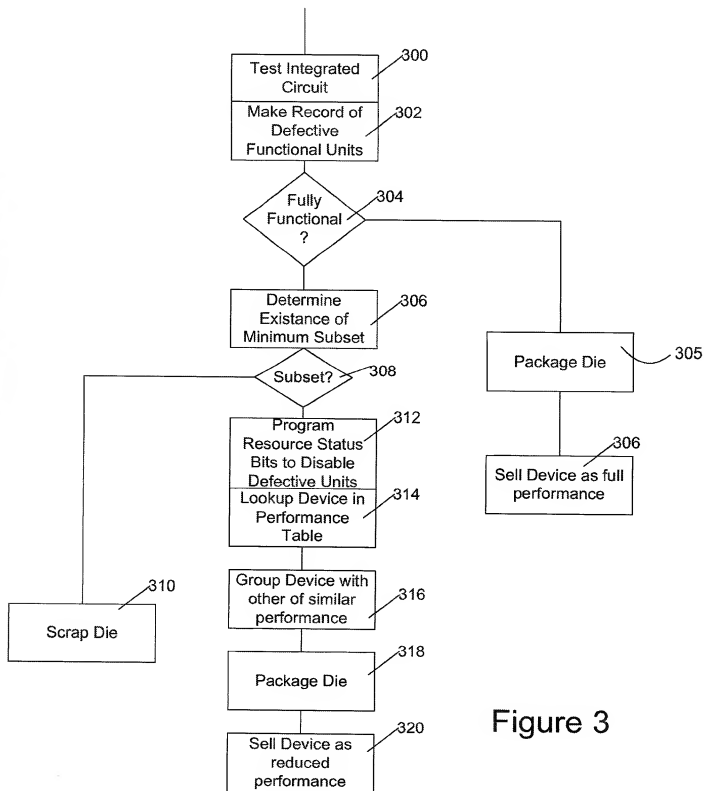 300
Test Integrated
Circuit
302
Make Record of
Defective
Functional Units
304
Fully
Functional
?
306
Determine
Existance of
Minimum Subset
305
Package Die
308
Subset?
312
Program
Resource Status
Bits to Disable
Defective Units
306
Sell Device as full
performance
314
Lookup Device in
Performance
Table
310
Scrap Die
316
Group Device with
other of similar
performance
318
Package Die
320
Sell Device as
reduced
performance
Figure 3